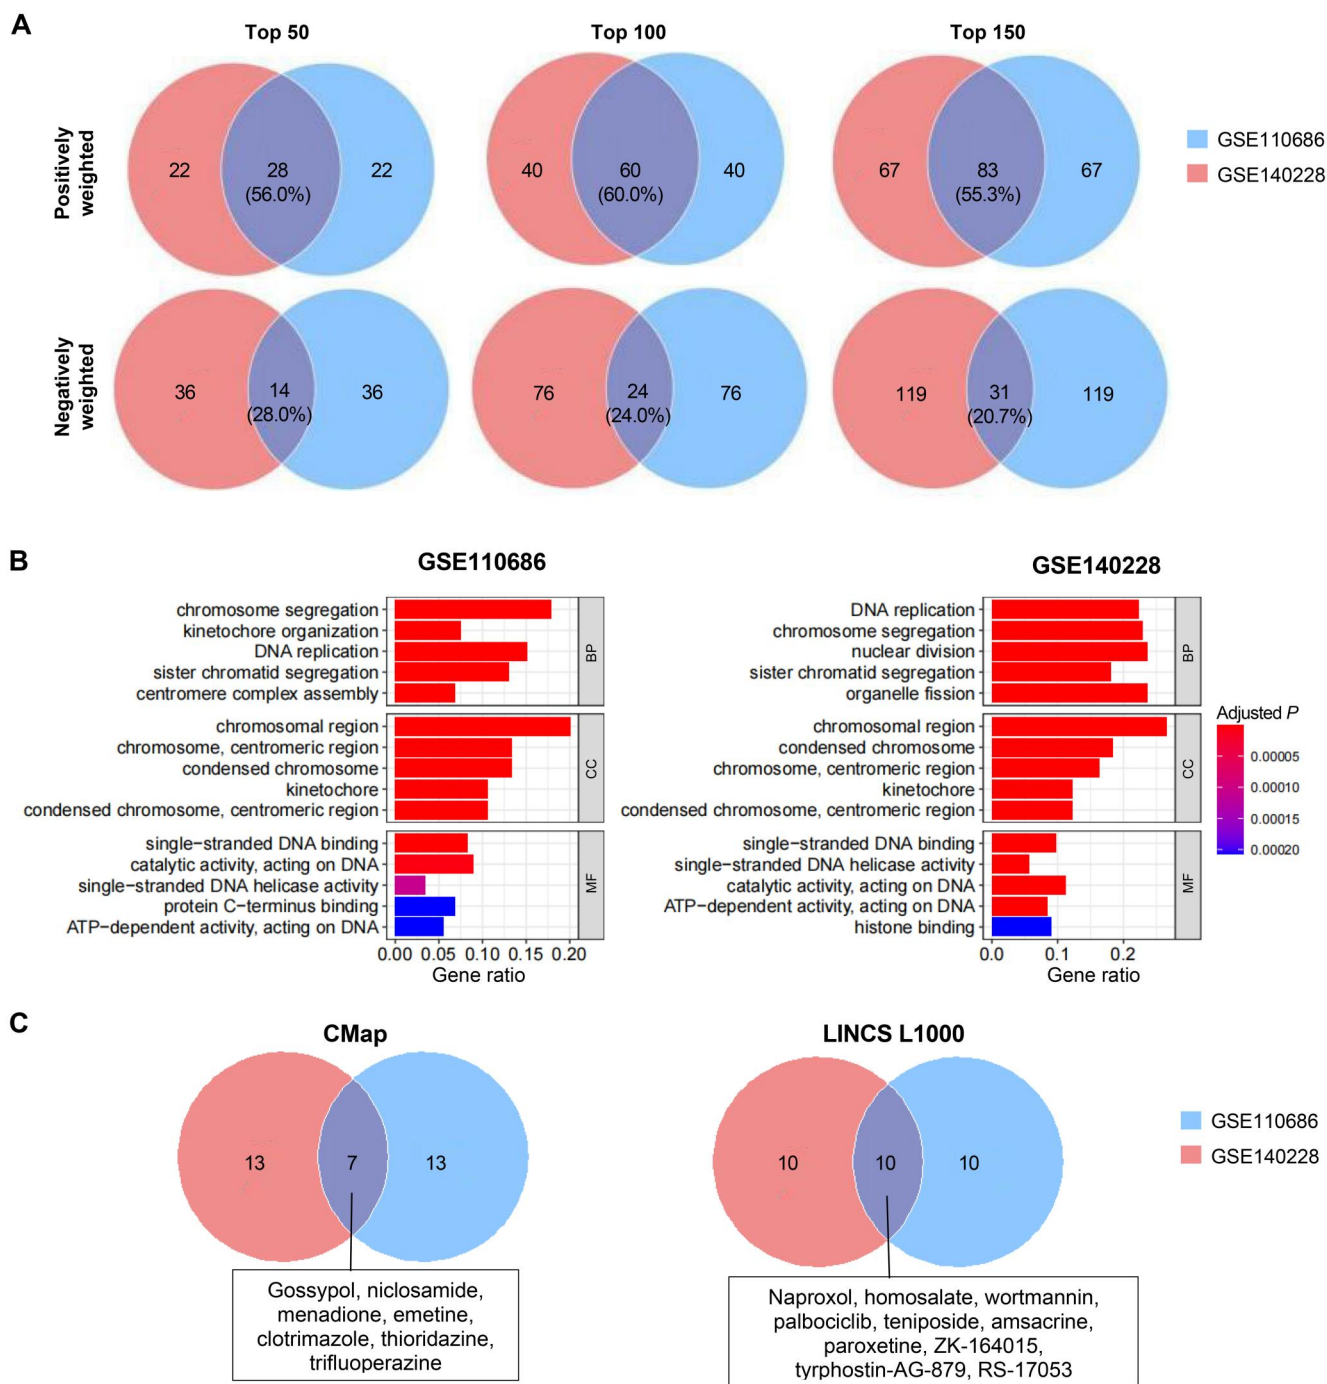 A
Top 50
Top 100
Top 150
Positively
weighted
22
28
(56.0%)
22
40
60
(60.0%)
40
67
83
(55.3%)
67
GSE110686
GSE140228
Negatively
weighted
36
14
(28.0%)
36
76
24
(24.0%)
76
119
31
(20.7%)
119
B
GSE110686
chromosome segregation
kinetochore organization
DNA replication
sister chromatid segregation
centromere complex assembly
BP
chromosomal region
chromosome, centromeric region
condensed chromosome
kinetochore
condensed chromosome, centromeric region
CC
single-stranded DNA binding
catalytic activity, acting on DNA
single-stranded DNA helicase activity
protein C-terminus binding
ATP-dependent activity, acting on DNA
MF
0.00 0.05 0.10 0.15 0.20
Gene ratio
GSE140228
DNA replication
chromosome segregation
nuclear division
sister chromatid segregation
organelle fission
BP
chromosomal region
condensed chromosome
chromosome, centromeric region
kinetochore
condensed chromosome, centromeric region
CC
single-stranded DNA binding
single-stranded DNA helicase activity
catalytic activity, acting on DNA
ATP-dependent activity, acting on DNA
histone binding
MF
0.0 0.1 0.2
Gene ratio
Adjusted P
0.00005
0.00010
0.00015
0.00020
C
CMap
13
7
13
Gossypol, niclosamide,
menadione, emetine,
clotrimazole, thioridazine,
trifluoperazine
LINCS L1000
10
10
10
Naproxol, homosalate, wortmannin,
palbociclib, teniposide, amsacrine,
paroxetine, ZK-164015,
tyrphostin-AG-879, RS-17053
GSE110686
GSE140228